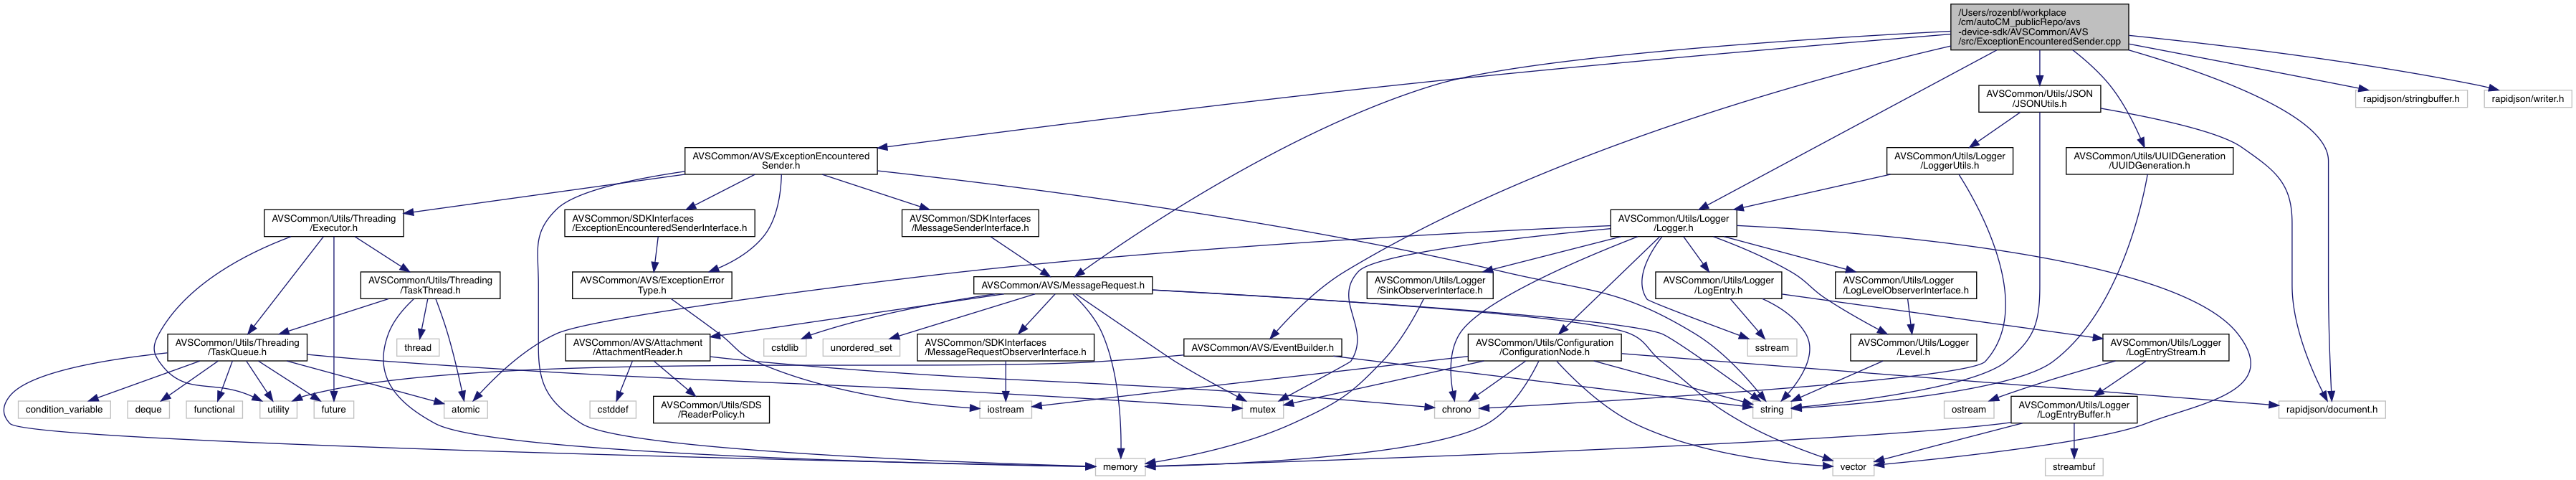 /Users/rozenbf/workplace
/cm/autoCM_publicRepo/avs
-device-sdk/AVSCommon/AVS
/src/ExceptionEncounteredSender.cpp
AVSCommon/Utils/JSON
/JSONUtils.h
rapidjson/stringbuffer.h
rapidjson/writer.h
AVSCommon/AVS/ExceptionEncountered
Sender.h
AVSCommon/Utils/Logger
/LoggerUtils.h
AVSCommon/Utils/UUIDGeneration
/UUIDGeneration.h
AVSCommon/Utils/Threading
/Executor.h
AVSCommon/SDKInterfaces
/ExceptionEncounteredSenderInterface.h
AVSCommon/SDKInterfaces
/MessageSenderInterface.h
AVSCommon/Utils/Logger
/Logger.h
AVSCommon/Utils/Threading
/TaskThread.h
AVSCommon/AVS/ExceptionError
Type.h
AVSCommon/AVS/MessageRequest.h
AVSCommon/Utils/Logger
/SinkObserverInterface.h
AVSCommon/Utils/Logger
/LogEntry.h
AVSCommon/Utils/Logger
/LogLevelObserverInterface.h
AVSCommon/Utils/Threading
/TaskQueue.h
thread
AVSCommon/AVS/Attachment
/AttachmentReader.h
cstdlib
unordered_set
AVSCommon/SDKInterfaces
/MessageRequestObserverInterface.h
AVSCommon/AVS/EventBuilder.h
AVSCommon/Utils/Configuration
/ConfigurationNode.h
sstream
AVSCommon/Utils/Logger
/Level.h
AVSCommon/Utils/Logger
/LogEntryStream.h
condition_variable
deque
functional
utility
future
atomic
cstddef
AVSCommon/Utils/SDS
/ReaderPolicy.h
iostream
mutex
chrono
string
ostream
AVSCommon/Utils/Logger
/LogEntryBuffer.h
rapidjson/document.h
memory
vector
streambuf